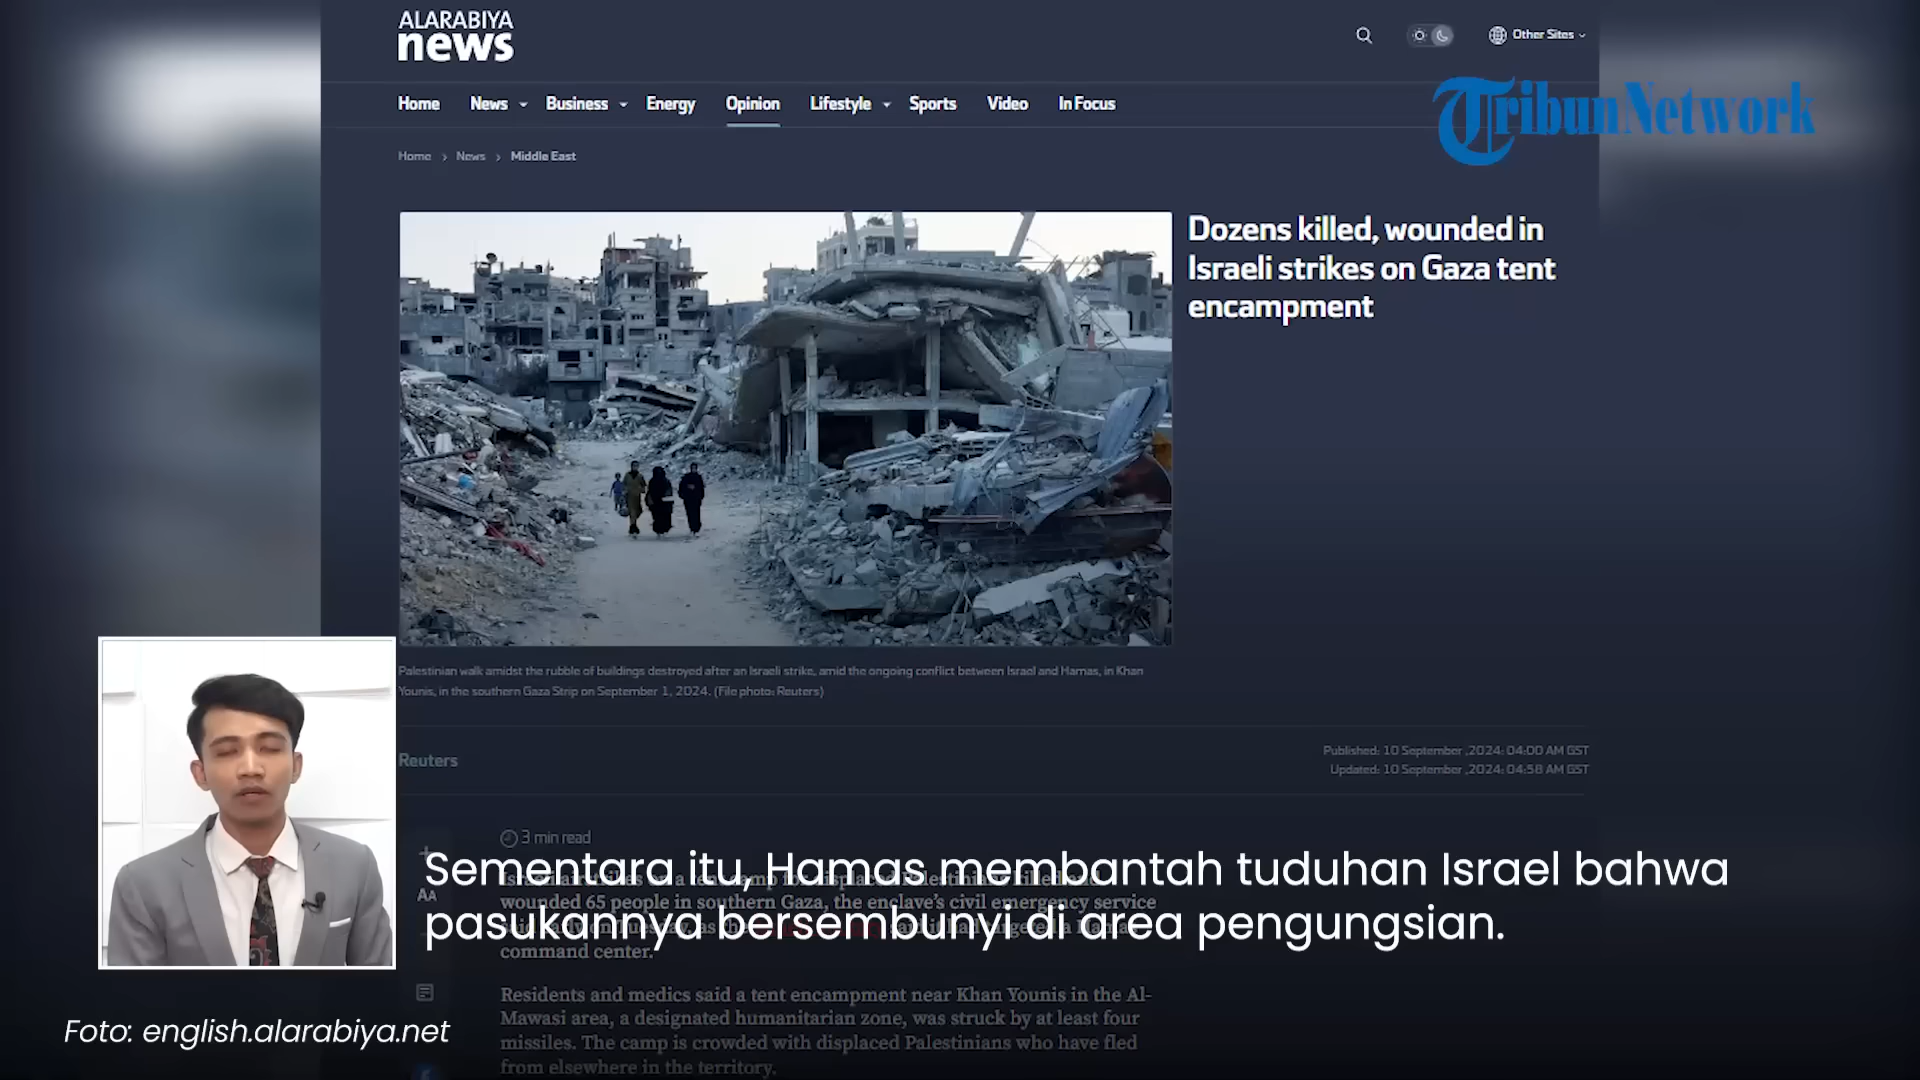 ALARABIYA
news
Other Sites
TribunNetwork
Home News Business Energy Opinion Lifestyle Sports Video In Focus
Home > News > Middle East
Dozens killed, wounded in
Israeli strikes on Gaza tent
encampment
Palestinian walk amidst the rubble of buildings destroyed after an Israeli strike, amid the ongoing conflict between Israel and Hamas, in Khan
Younis, in the southern Gaza Strip on September 1, 2024. (File photo: Reuters)
Reuters
Published: 10 September ,2024: 04:00 AM GST
Updated: 10 September ,2024: 04:58 AM GST
3 min read
Sementara itu, Hamas membantah tuduhan Israel bahwa
pasukannya bersembunyi di area pengungsian.
AA
wounded 65 people in southern Gaza, the enclave's civil emergency service
command center.
Residents and medics said a tent encampment near Khan Younis in the Al-
Mawasi area, a designated humanitarian zone, was struck by at least four
missiles. The camp is crowded with displaced Palestinians who have fled
from elsewhere in the territory.
Foto: english.alarabiya.net